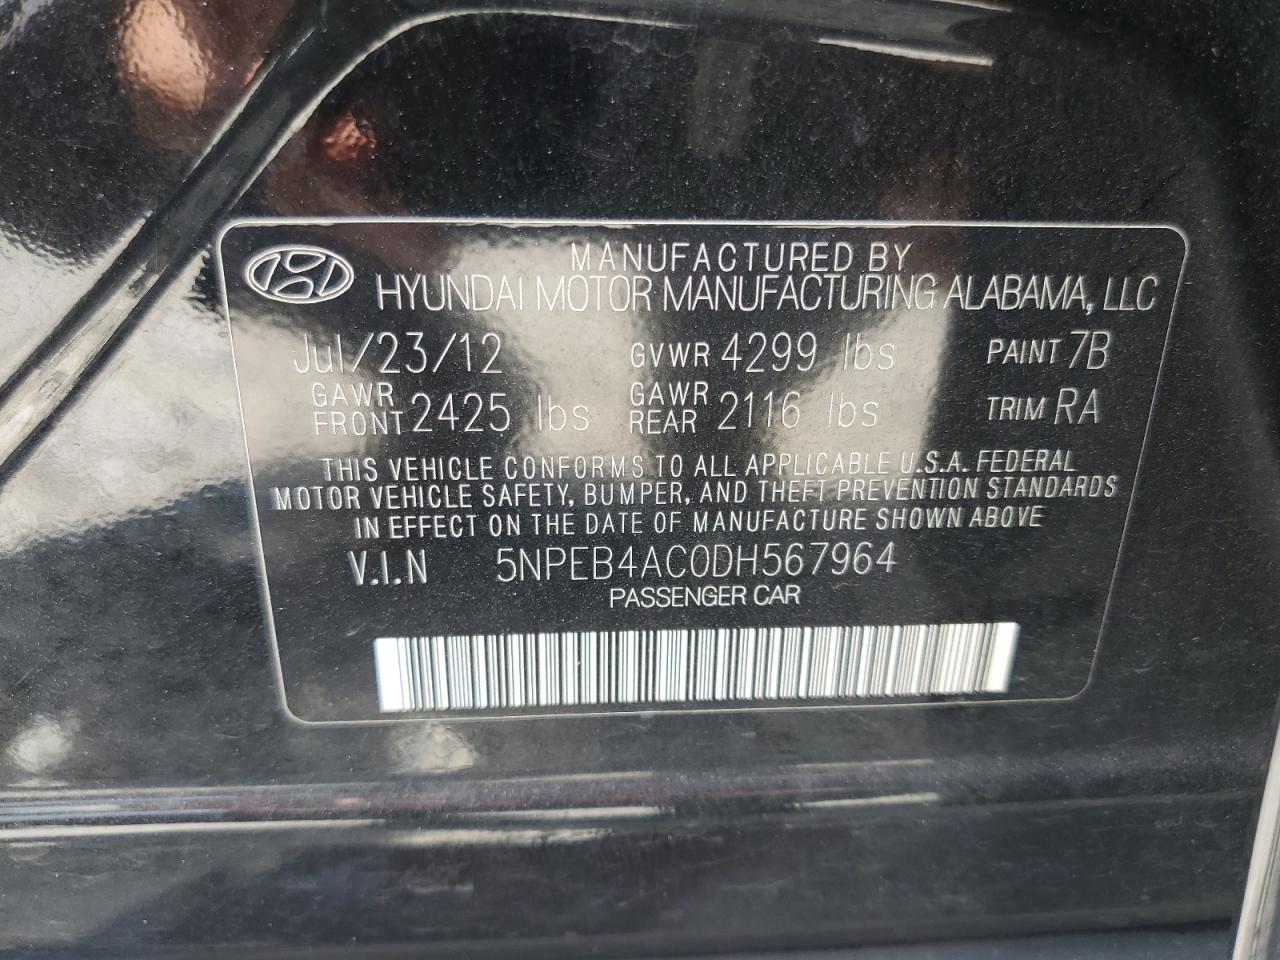 MANUFACTURED BY
HYUNDAI MOTOR MANUFACTURING ALABAMA, LLC
Jul/23/12 GVWR 4299 lbs PAINT 7B
GAWR FRONT 2425 lbs GAWR REAR 2116 lbs TRIM RA
THIS VEHICLE CONFORMS TO ALL APPLICABLE U.S.A. FEDERAL
MOTOR VEHICLE SAFETY, BUMPER, AND THEFT PREVENTION STANDARDS
IN EFFECT ON THE DATE OF MANUFACTURE SHOWN ABOVE
V.I.N 5NPEB4AC0DH567964
PASSENGER CAR